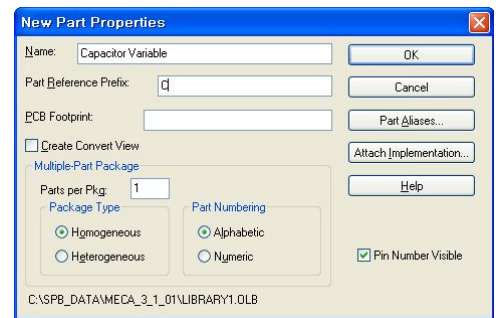 New Part Properties
Name: Capacitor Variable
OK
Part Reference Prefix: C
Cancel
PCB Footprint:
Part Aliases...
Create Convert View
Attach Implementation...
Multiple-Part Package
Parts per Pkg: 1
Help
Package Type
Part Numbering
Homogeneous
Alphabetic
Heterogeneous
Numeric
Pin Number Visible
C:\SPB_DATA\MECA_3_1_01\LIBRARY1.OLB